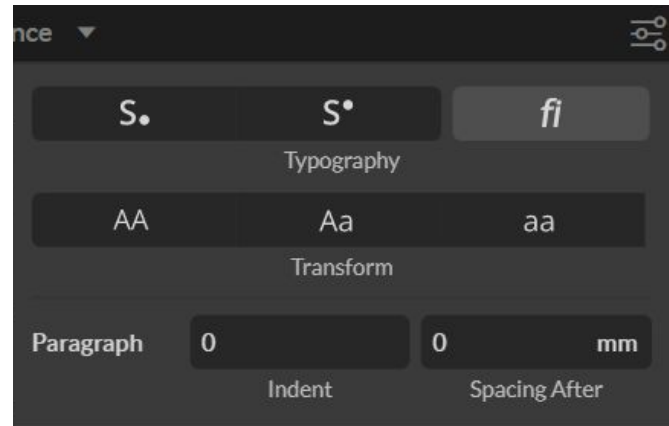 nce
S. S• fi
Typography
AA Aa aa
Transform
Paragraph 0 0 mm
Indent Spacing After